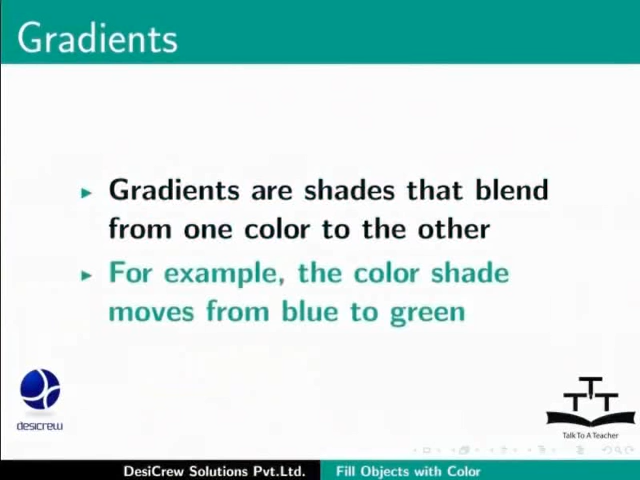 Gradients
Gradients are shades that blend
from one color to the other
For example, the color shade
moves from blue to green
desicrew
TTT
Talk To A Teacher
DesiCrew Solutions Pvt.Ltd.
Fill Objects with Color